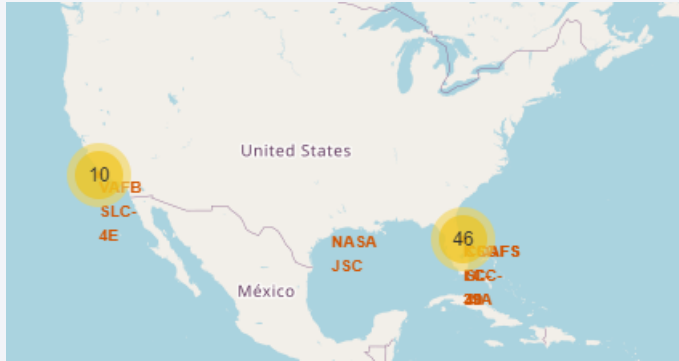 United States
10
VAFB
SLC-
4E
NASA
JSC
46
México